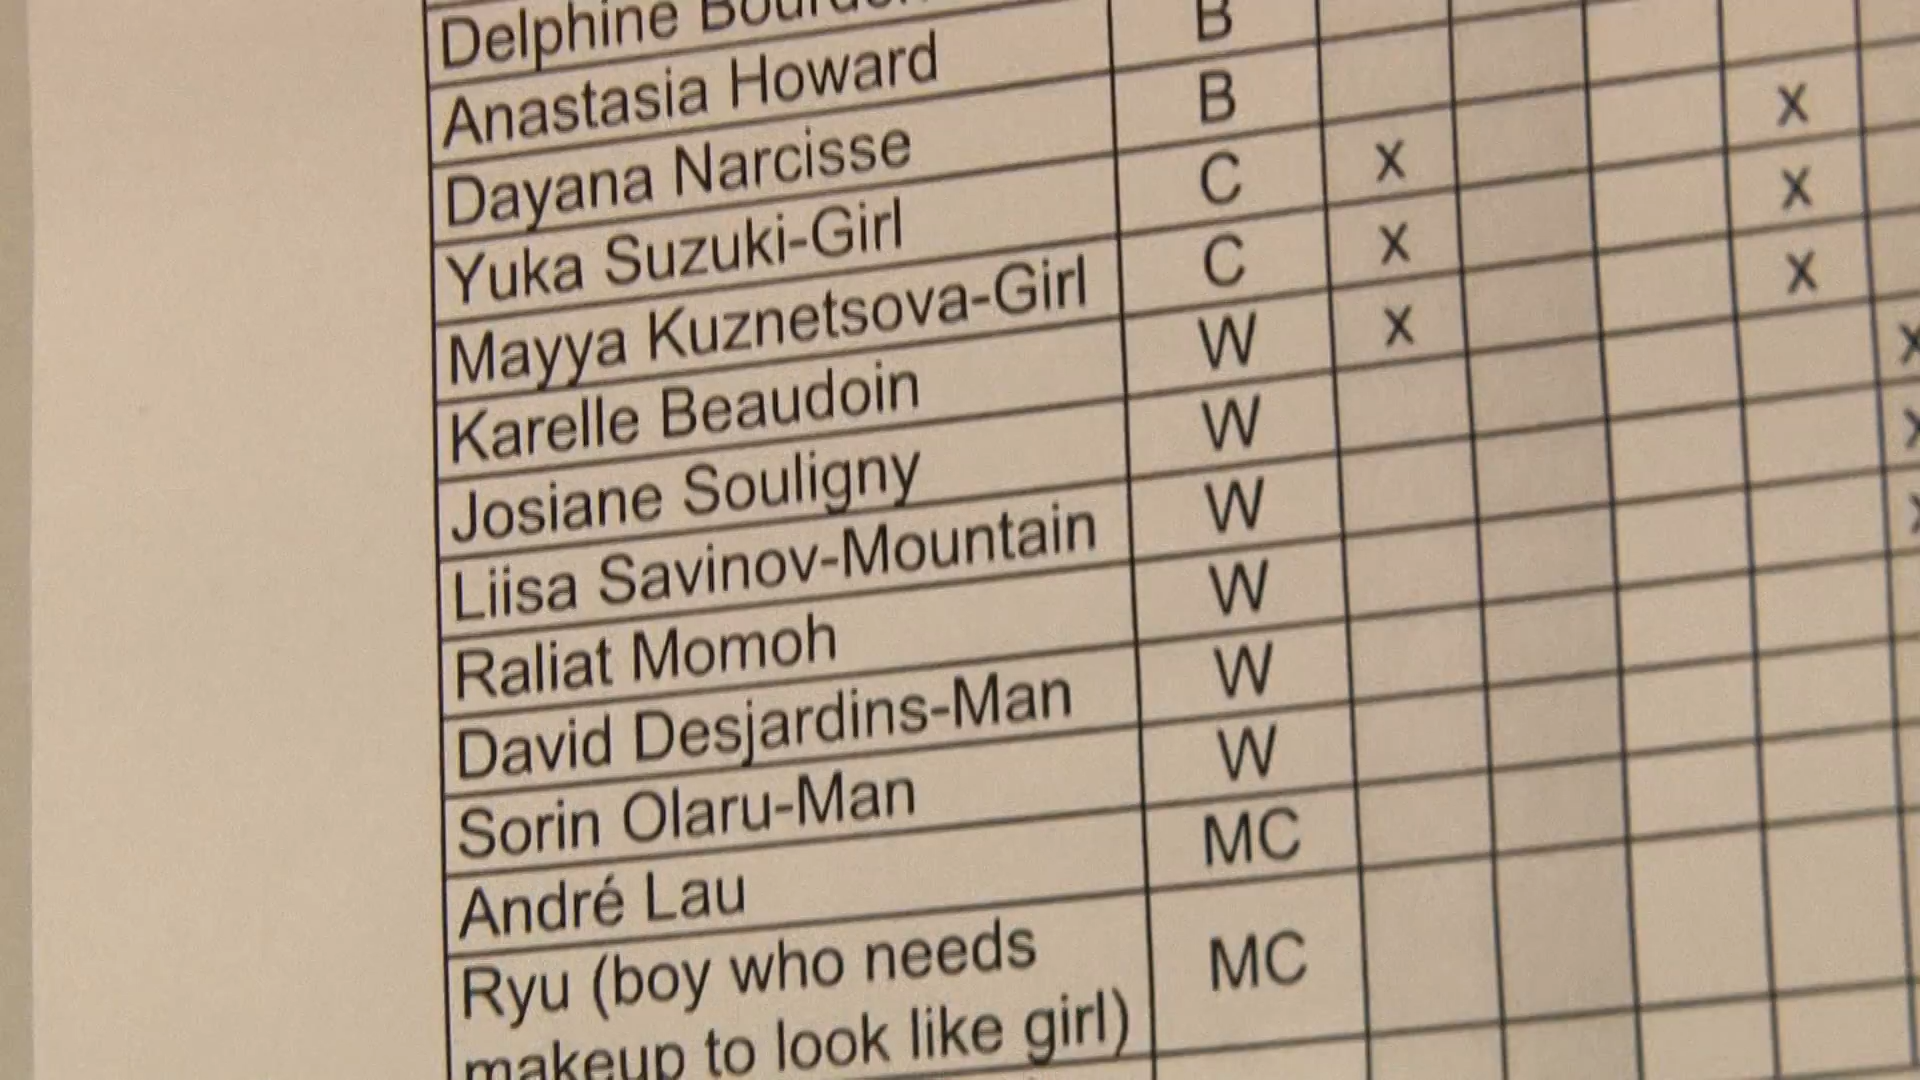 Delphine
Anastasia Howard B
Dayana Narcisse B
Yuka Suzuki-Girl C x x
Mayya Kuznetsova-Girl C x x
Karelle Beaudoin W x x
Josiane Souligny W x
Liisa Savinov-Mountain W x
Raliat Momoh W x
David Desjardins-Man W
Sorin Olaru-Man W
André Lau MC
Ryu (boy who needs MC
makeup to look like girl)